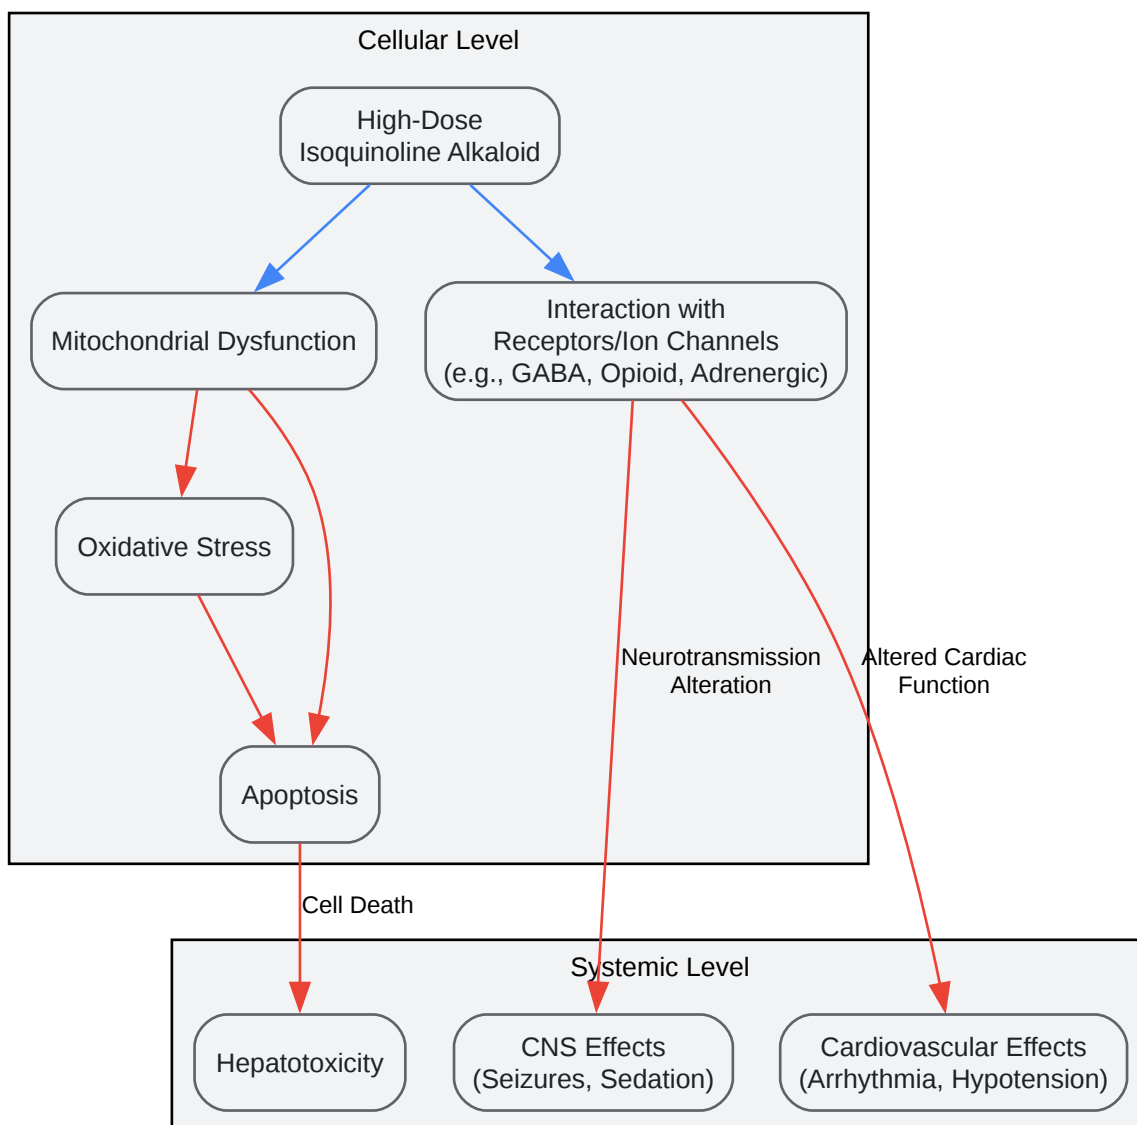 Cellular Level
High-Dose
Isoquinoline Alkaloid
Mitochondrial Dysfunction
Interaction with
Receptors/Ion Channels
(e.g., GABA, Opioid, Adrenergic)
Oxidative Stress
Neurotransmission
Alteration
Altered Cardiac
Function
Apoptosis
Cell Death
Systemic Level
Hepatotoxicity
CNS Effects
(Seizures, Sedation)
Cardiovascular Effects
(Arrhythmia, Hypotension)